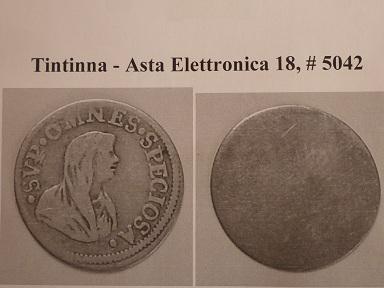 Tintinna - Asta Elettronica 18, # 5042
·SVP·OMNES·SPECIOSA·